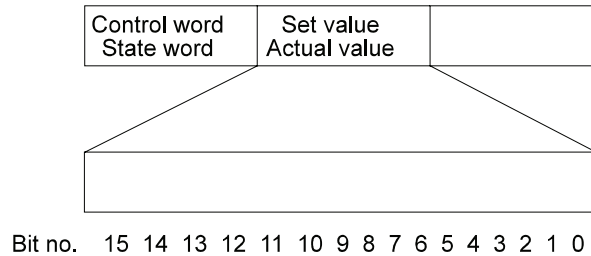 Control word Set value
State word Actual value
Bit no. 15 14 13 12 11 10 9 8 7 6 5 4 3 2 1 0